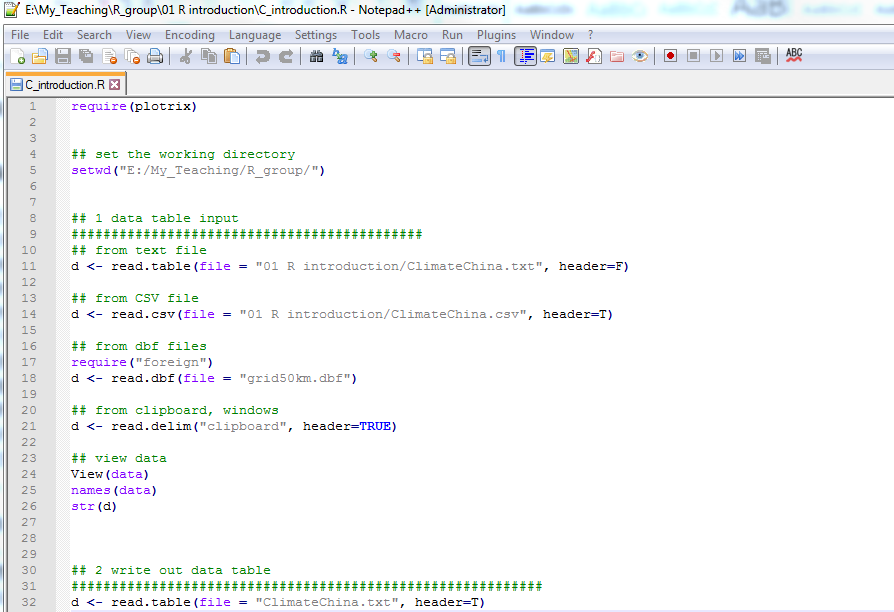 E:\My_Teaching\R_group\01 R introduction\C_introduction.R - Notepad++ [Administrator]
File Edit Search View Encoding Language Settings Tools Macro Run Plugins Window ?
ABC
C_introduction.R
1 require(plotrix)
2
3
4 ## set the working directory
5 setwd("E:/My_Teaching/R_group/")
6
7
8 ## 1 data table input
9 ############################################
10 ## from text file
11 d <- read.table(file = "01 R introduction/ClimateChina.txt", header=F)
12
13 ## from CSV file
14 d <- read.csv(file = "01 R introduction/ClimateChina.csv", header=T)
15
16 ## from dbf files
17 require("foreign")
18 d <- read.dbf(file = "grid50km.dbf")
19
20 ## from clipboard, windows
21 d <- read.delim("clipboard", header=TRUE)
22
23 ## view data
24 View(data)
25 names(data)
26 str(d)
27
28
29
30 ## 2 write out data table
31 ###########################################################
32 d <- read.table(file = "ClimateChina.txt", header=T)